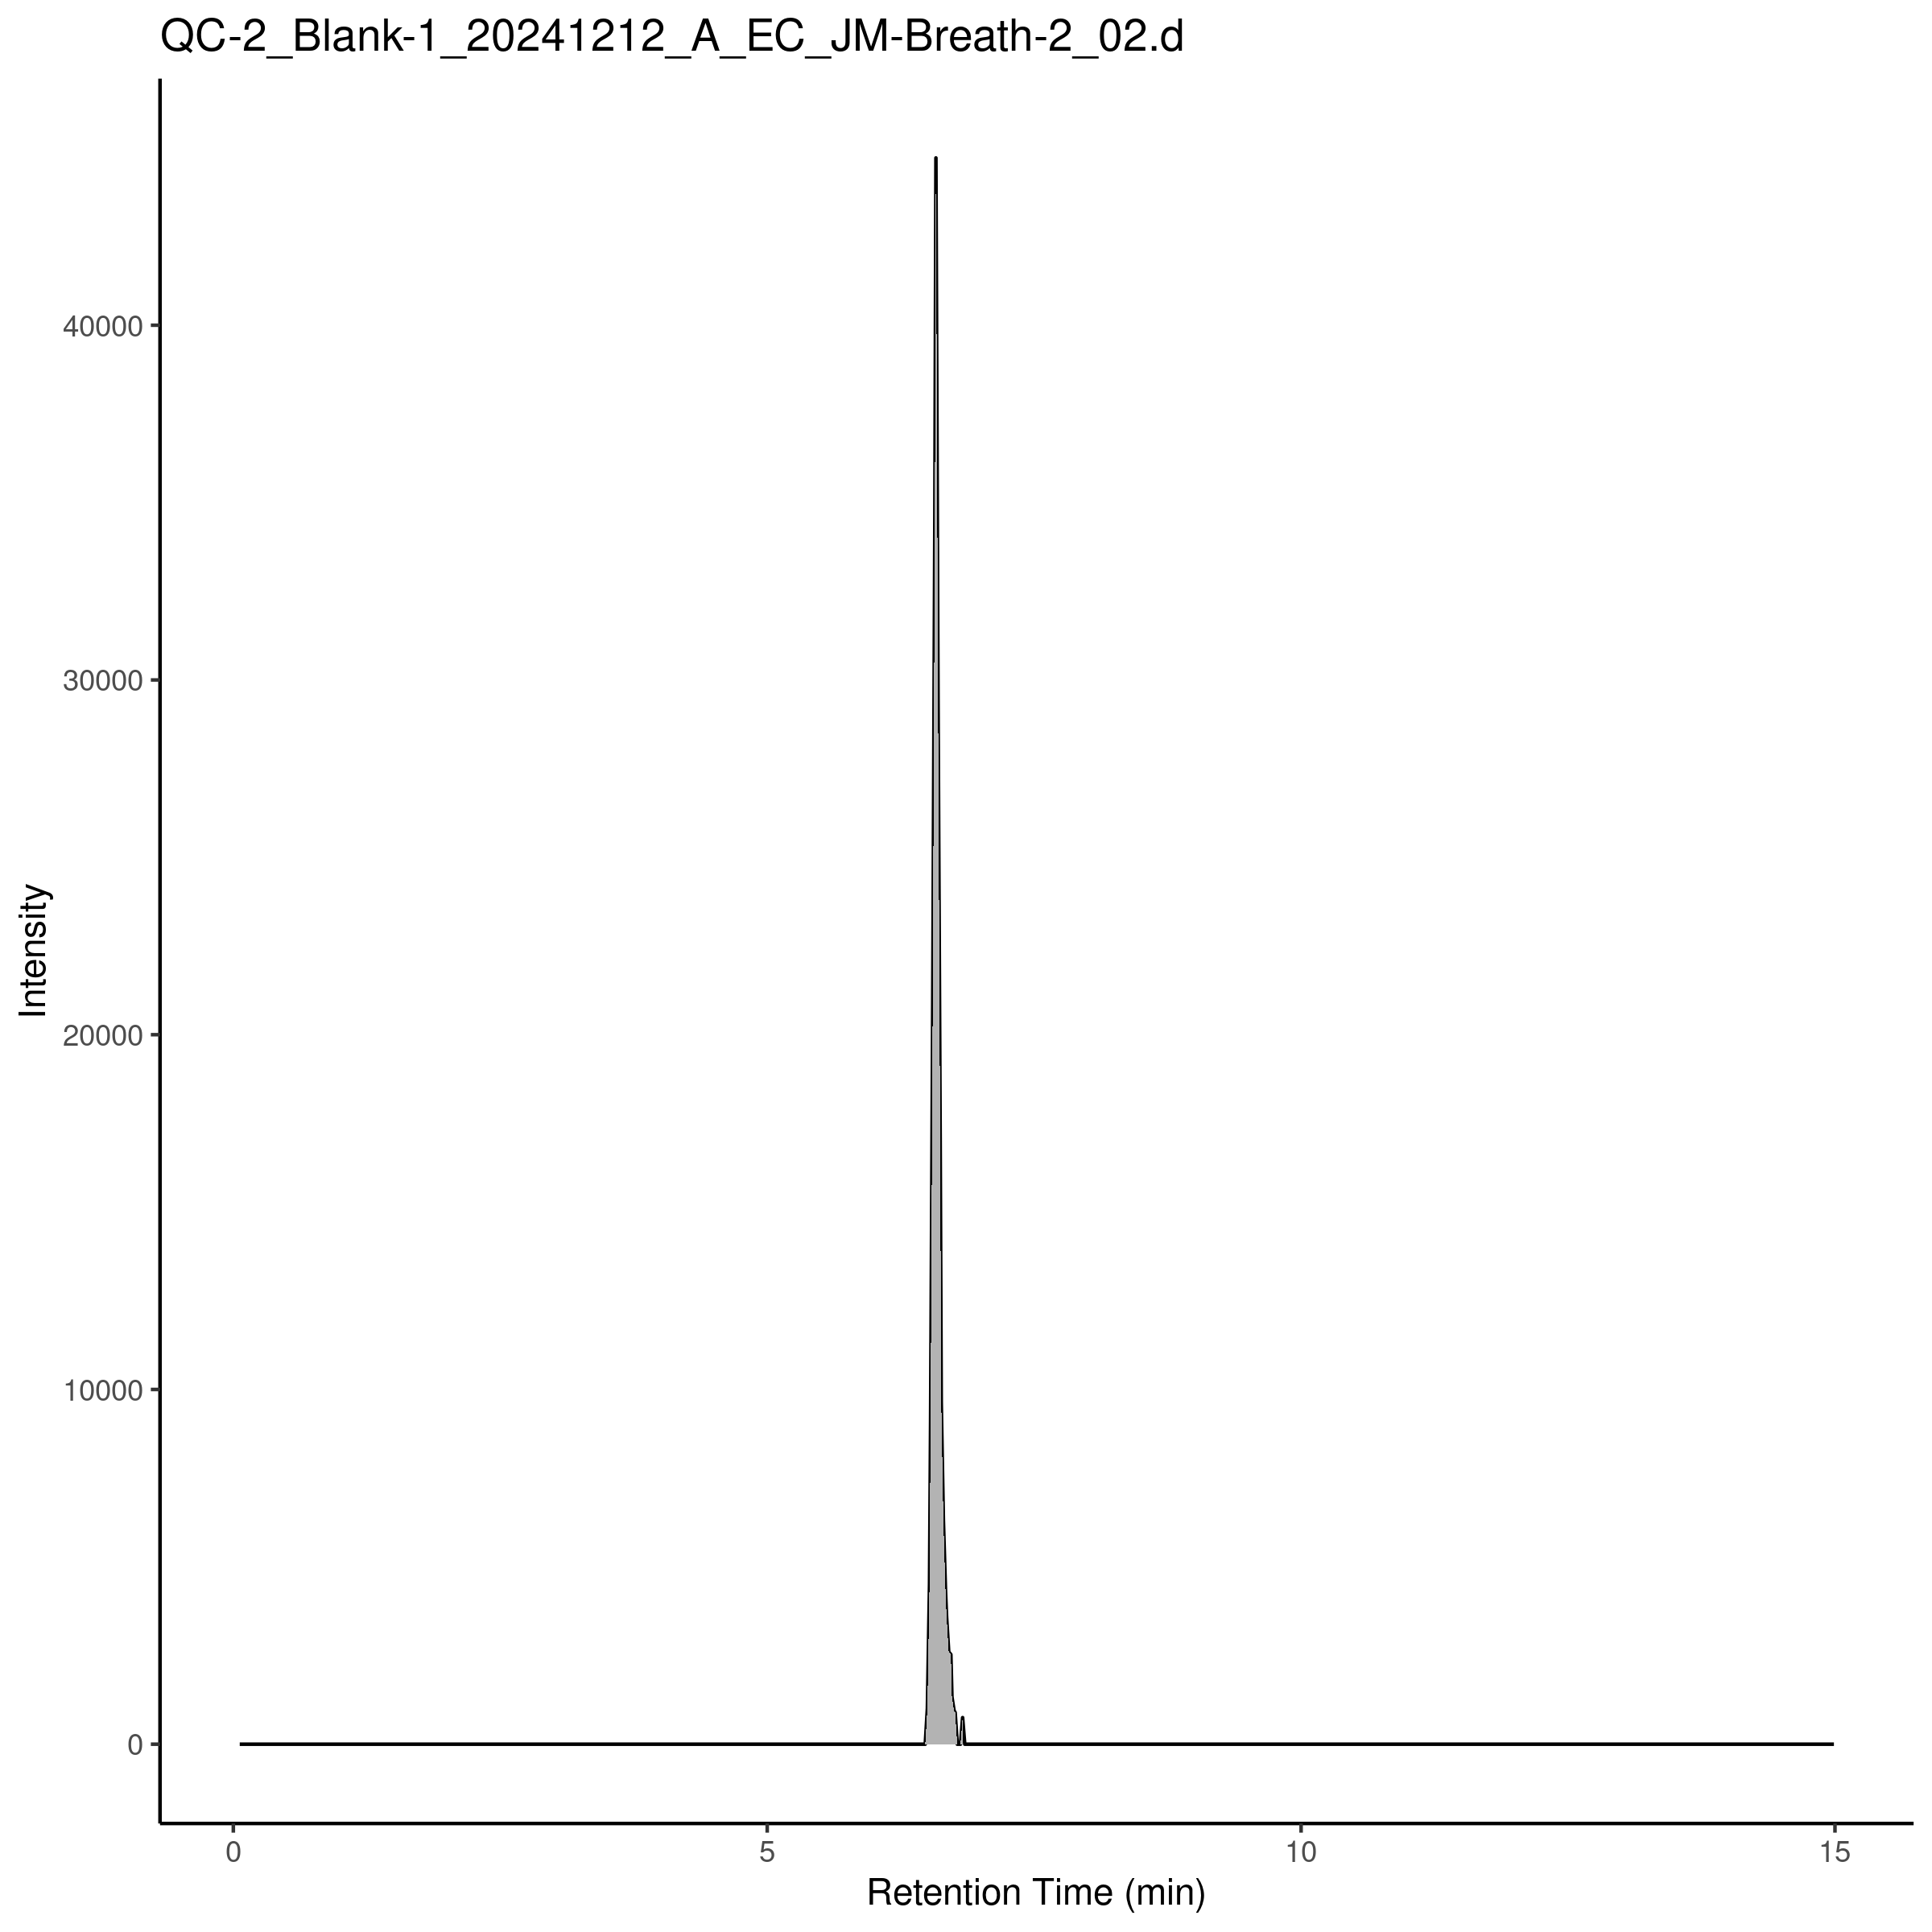 QC-2_Blank-1_20241212_A_EC_JM-Breath-2_02.d
Intensity
40000
30000
20000
10000
0
0 5 10 15
Retention Time (min)